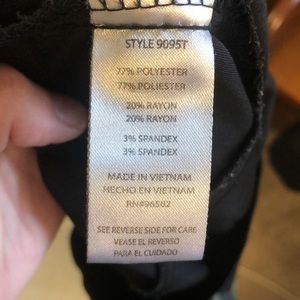 STYLE 9095T
77% POLYESTER
77% POLIESTER
20% RAYON
20% RAYON
3% SPANDEX
3% SPANDEX
MADE IN VIETNAM
HECHO EN VIETNAM
RN#96502
SEE REVERSE SIDE FOR CARE
VEASE EL REVERSO
PARA EL CUIDADO